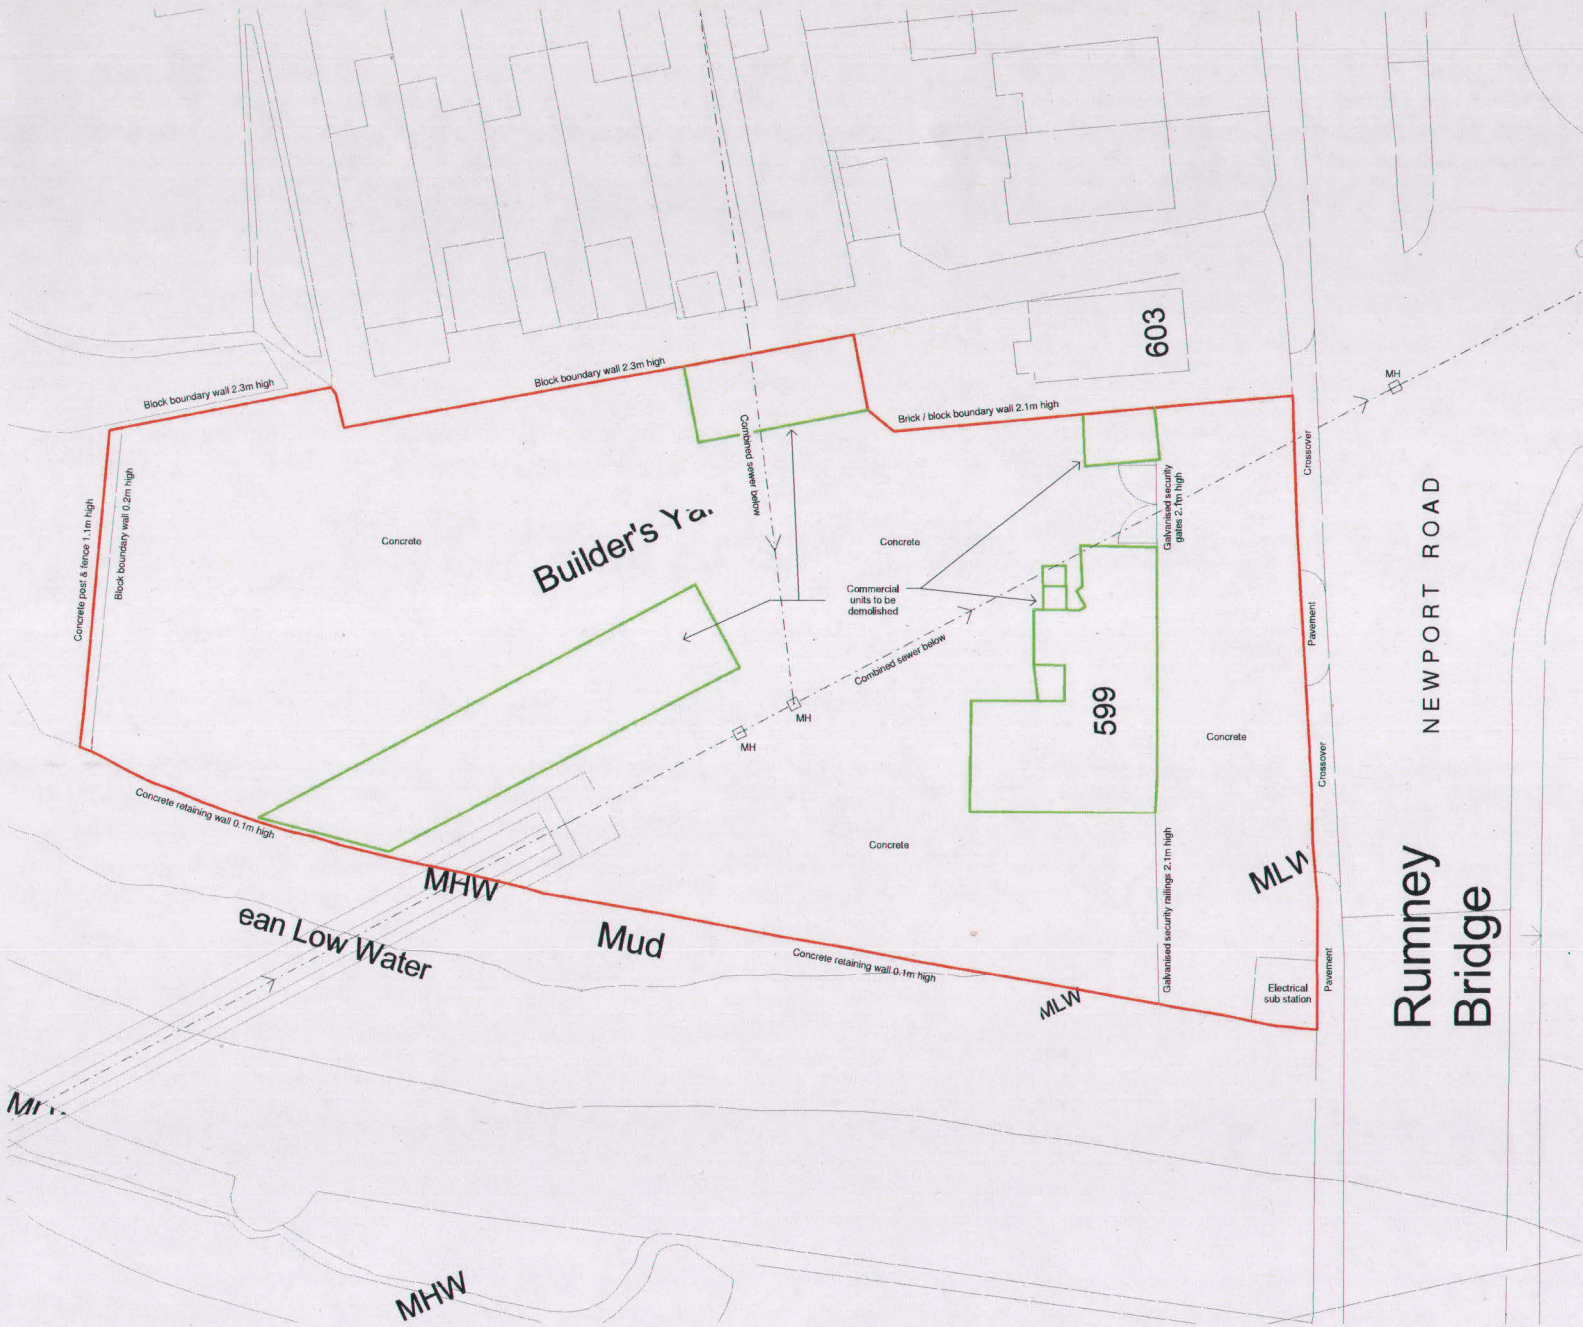 603
MH
Block boundary wall 2.3m high
Block boundary wall 2.3m high
Brick / block boundary wall 2.1m high
Combined sewer below
Crossover
Galvanised security
gates 2.1m high
Concrete post & fence 1.1m high
Block boundary wall 0.2m high
Concrete
Builder's
Concrete
Commercial
units to be
demolished
Combined sewer below
Pavement
NEWPORT ROAD
599
MH
MH
Concrete
Crossover
Concrete retaining wall 0.1m high
Concrete
Galvanised security railings 2.1m high
MLW
MHW
ean Low Water
Mud
Concrete retaining wall 0.1m high
MLW
Electrical
sub station
Pavement
Rumney
Bridge
MHW